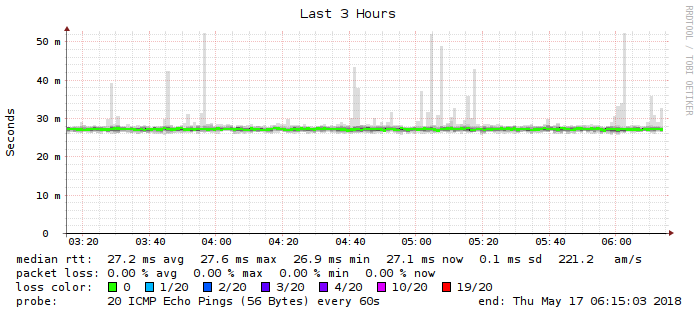 Last 3 Hours
RRDTOOL / TOBI OETIKER
Seconds
50 m
40 m
30 m
20 m
10 m
0
03:20 03:40 04:00 04:20 04:40 05:00 05:20 05:40 06:00
median rtt: 27.2 ms avg 27.6 ms max 26.9 ms min 27.1 ms now 0.1 ms sd 221.2 am/s
packet loss: 0.00 % avg 0.00 % max 0.00 % min 0.00 % now
loss color: 0 1/20 2/20 3/20 4/20 10/20 19/20
probe: 20 ICMP Echo Pings (56 Bytes) every 60s end: Thu May 17 06:15:03 2018